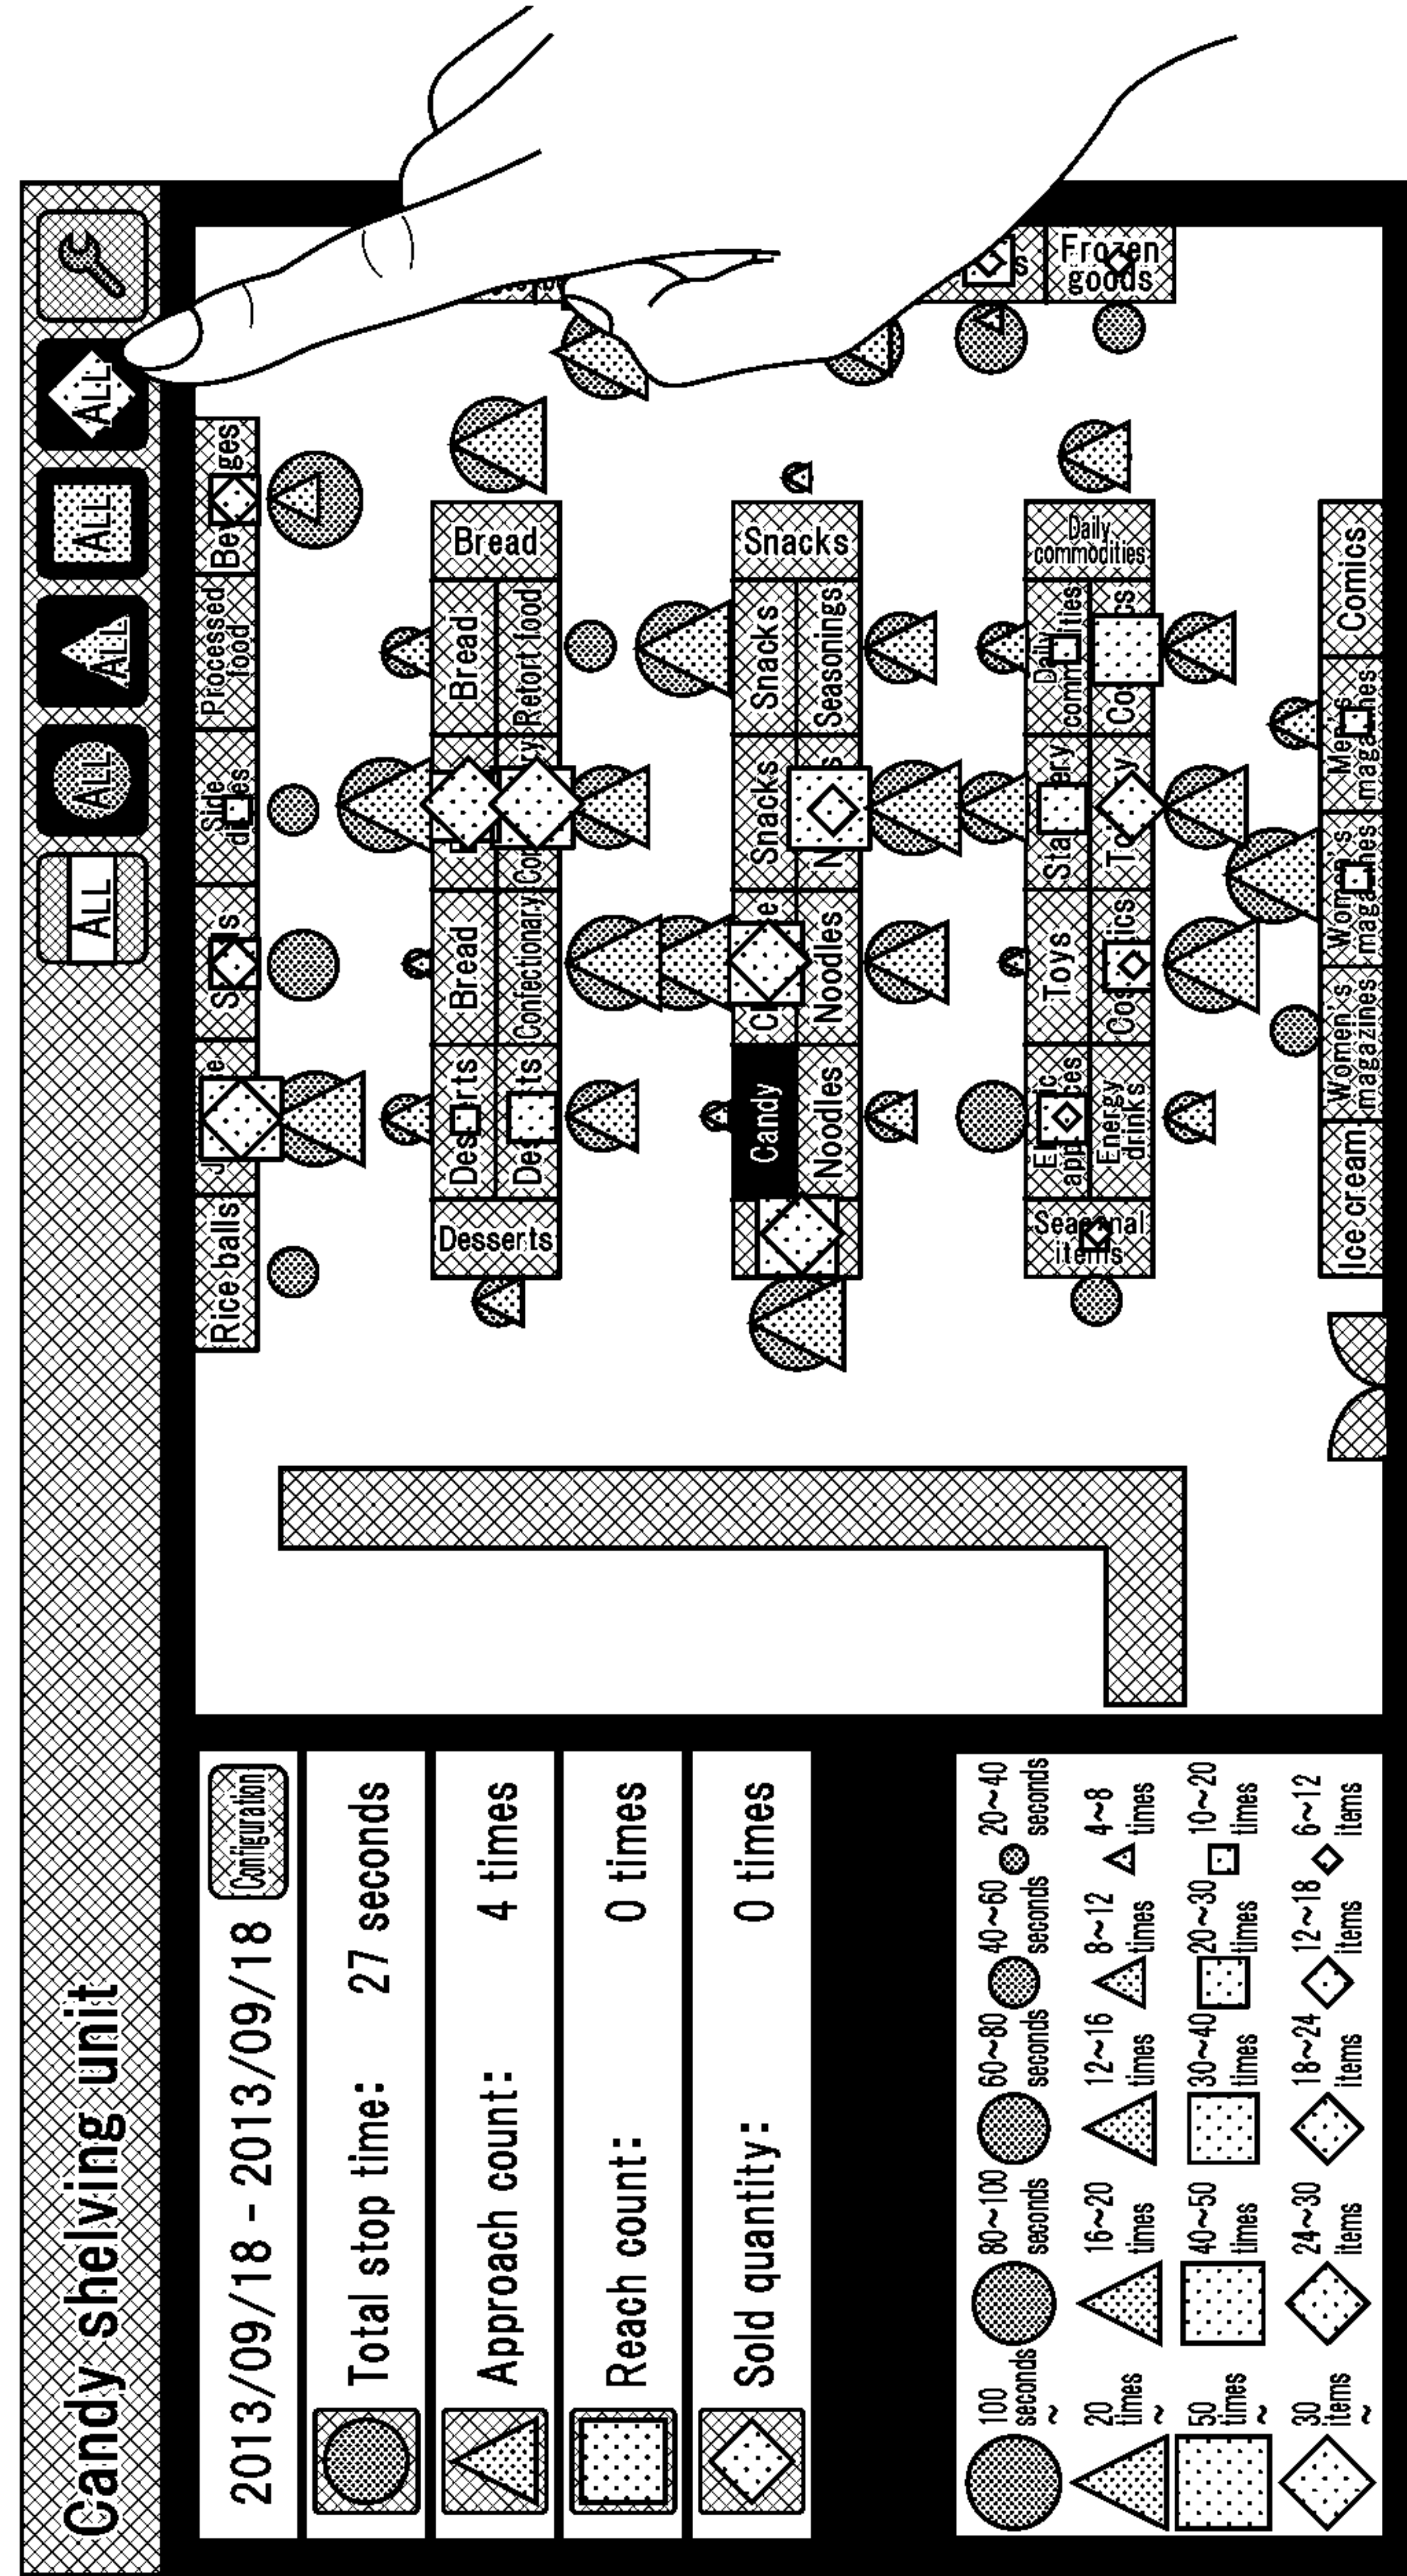 Candy shelving unit
ALL
ALL
ALL
ALL
ALL
2013/09/18 - 2013/09/18
Configuration
Total stop time: 27 seconds
Approach count: 4 times
Reach count: 0 times
Sold quantity: 0 times
100
seconds
~
80~100
seconds
60~80
seconds
40~60
seconds
20~40
seconds
20
times
~
16~20
times
12~16
times
8~12
times
4~8
times
50
times
~
40~50
times
30~40
times
20~30
times
10~20
times
30
items
~
24~30
items
18~24
items
12~18
items
6~12
items
Rice balls
Processed
food
Desserts
Bread
Bread
Bread
Confectionary
Retort food
Candy
Snacks
Snacks
Snacks
Noodles
Noodles
Seasonings
Toys
Daily
commodities
Energy
drinks
Ice cream
Women's
magazines
Women's
magazines
Men's
Comics
Frozen
goods